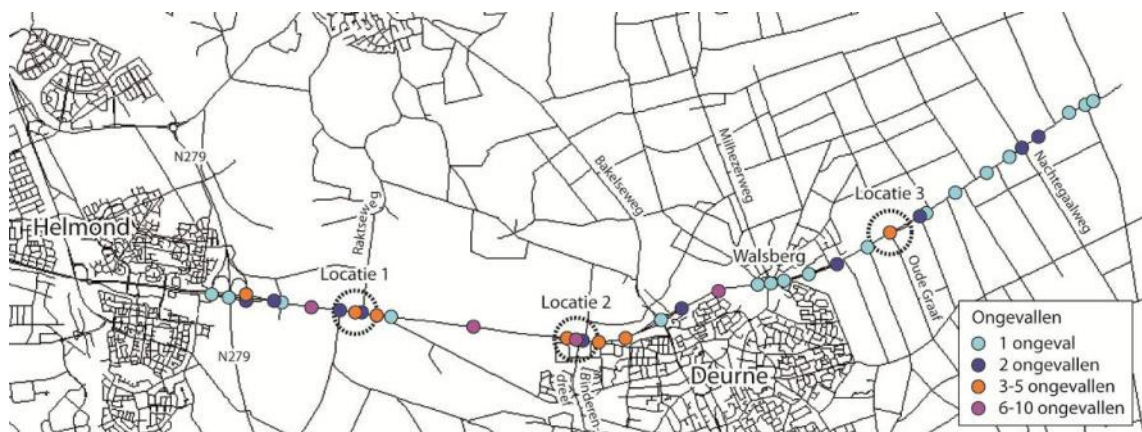 N279
Raktseweg
Bakelseweg
Milhezerweg
Nachtegaalweg
Locatie 3
Helmond
Walsberg
Locatie 1
Oude Graaf
Locatie 2
N279
dreef
Binderen-
Deurne
Ongevallen
1 ongeval
2 ongevallen
3-5 ongevallen
6-10 ongevallen